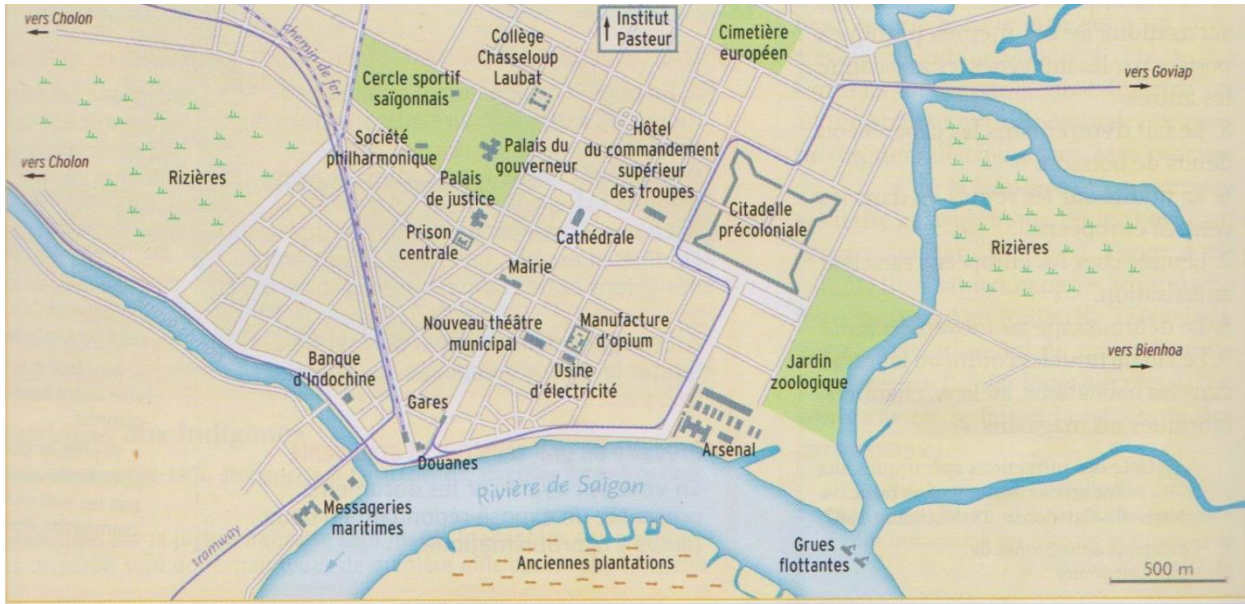 vers Cholon
Institut
Pasteur
Cimetière
européen
Collège
Chasseloup
Laubat
chemin de fer
Cercle sportif
saïgonnais
vers Goviap
Société
philharmonique
Palais du
gouverneur
Hôtel
du commandement
supérieur
des troupes
vers Cholon
Rizières
Palais
de justice
Citadelle
précoloniale
Prison
centrale
Cathédrale
Rizières
Mairie
Nouveau théâtre
municipal
Manufacture
d'opium
vers Bienhoa
Banque
d'Indochine
Usine
d'électricité
Jardin
zoologique
Gares
Arsenal
Douanes
Rivière de Saïgon
Messageries
maritimes
tramway
Anciennes plantations
Grues
flottantes
500 m